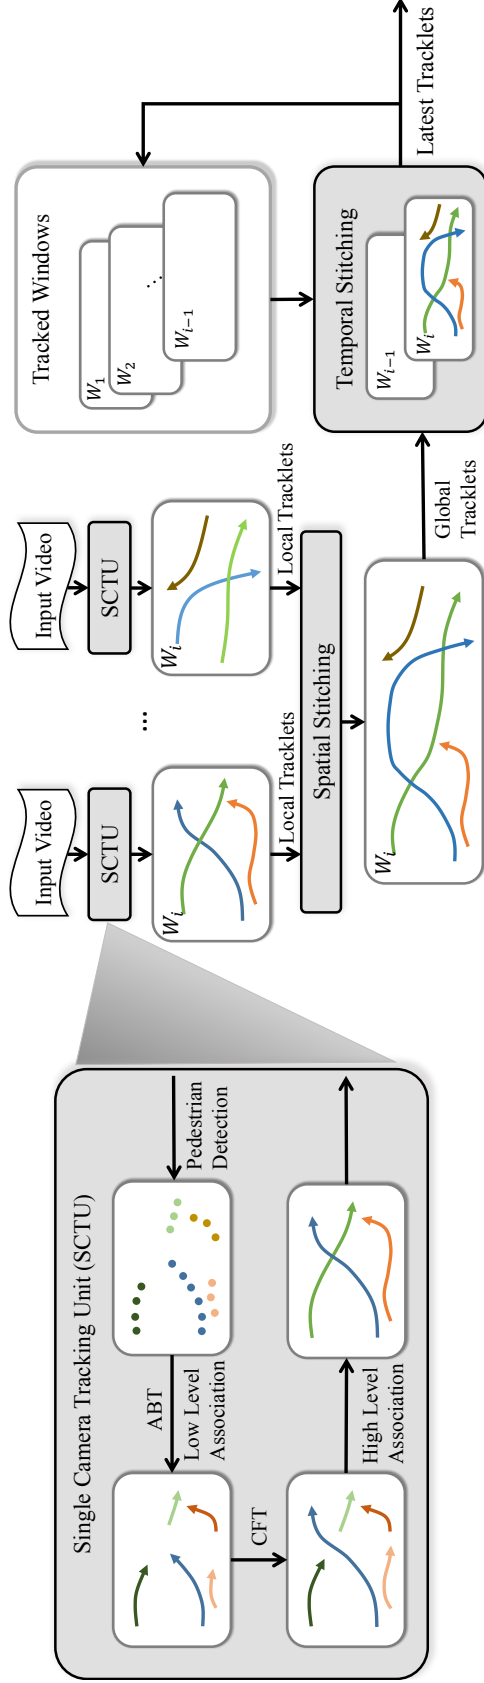 Single Camera Tracking Unit (SCTU)
Pedestrian
Detection
ABT
Low Level
Association
CFT
High Level
Association
Input Video
SCTU
W_i
Local Tracklets
...
Input Video
SCTU
W_i
Local Tracklets
Spatial Stitching
W_i
Global
Tracklets
Tracked Windows
W_1
W_2
...
W_{i-1}
Temporal Stitching
W_{i-1}
W_i
Latest Tracklets